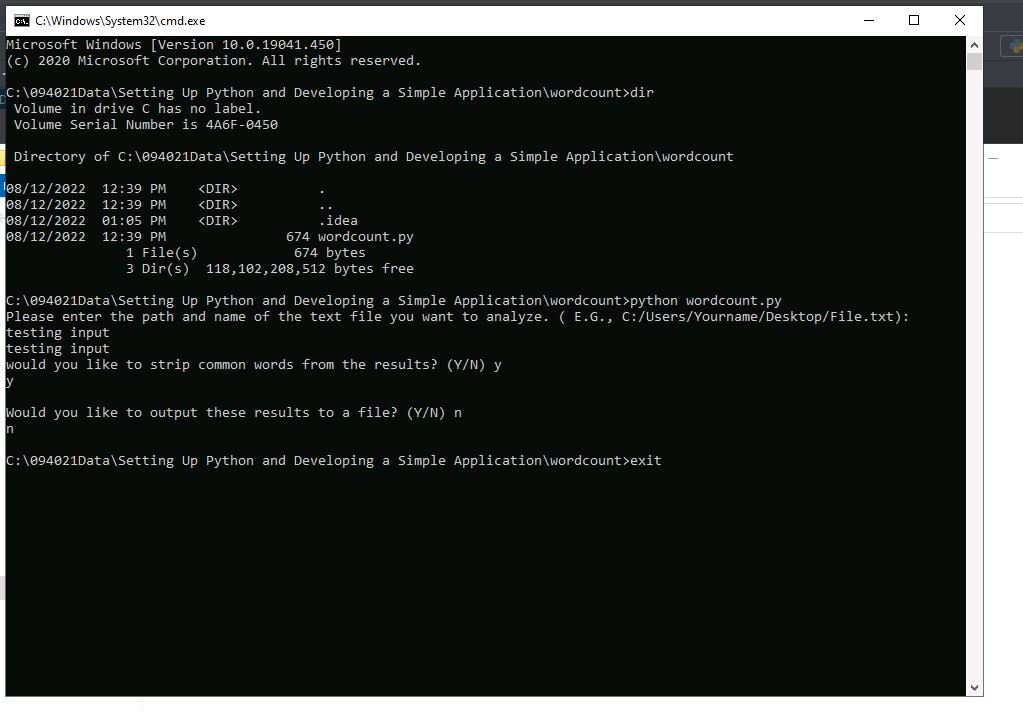 C:\Windows\System32\cmd.exe
Microsoft Windows [Version 10.0.19041.450]
(c) 2020 Microsoft Corporation. All rights reserved.
C:\094021Data\Setting Up Python and Developing a Simple Application\wordcount>dir
Volume in drive C has no label.
Volume Serial Number is 4A6F-0450
Directory of C:\094021Data\Setting Up Python and Developing a Simple Application\wordcount
08/12/2022  12:39 PM    <DIR>          .
08/12/2022  12:39 PM    <DIR>          ..
08/12/2022  01:05 PM    <DIR>          .idea
08/12/2022  12:39 PM               674 wordcount.py
1 File(s)            674 bytes
3 Dir(s)  118,102,208,512 bytes free
C:\094021Data\Setting Up Python and Developing a Simple Application\wordcount>python wordcount.py
Please enter the path and name of the text file you want to analyze. ( E.G., C:/Users/Yourname/Desktop/File.txt):
testing input
testing input
would you like to strip common words from the results? (Y/N) y
y
Would you like to output these results to a file? (Y/N) n
n
C:\094021Data\Setting Up Python and Developing a Simple Application\wordcount>exit